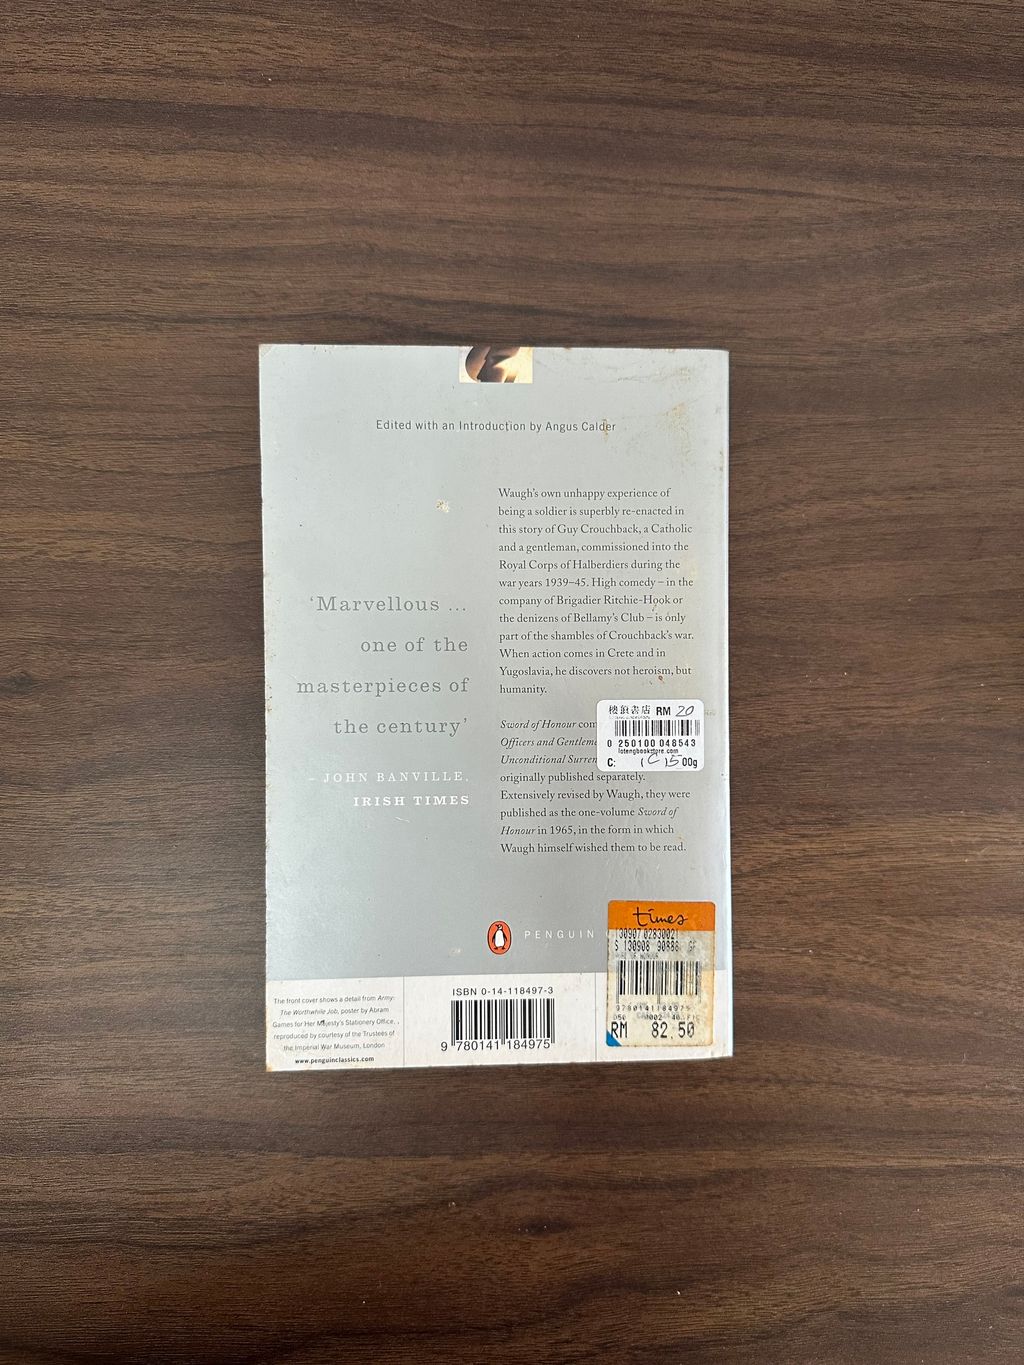 Edited with an Introduction by Angus Calder
Waugh's own unhappy experience of
being a soldier is superbly re-enacted in
this story of Guy Crouchback, a Catholic
and a gentleman, commissioned into the
Royal Corps of Halberdiers during the
war years 1939–45. High comedy – in the
company of Brigadier Ritchie-Hook or
the denizens of Bellamy's Club – is only
part of the shambles of Crouchback's war.
When action comes in Crete and in
Yugoslavia, he discovers not heroism, but
humanity.
Sword of Honour com
Officers and Gentleme
Unconditional Surren
originally published separately.
Extensively revised by Waugh, they were
published as the one-volume Sword of
Honour in 1965, in the form in which
Waugh himself wished them to be read.
'Marvellous ...
one of the
masterpieces of
the century'
– JOHN BANVILLE,
IRISH TIMES
樓浪書店 RM 20
0 250100 048543
lotengbookstore.com
C: 00g
PENGUIN
times
RM 82.50
ISBN 0-14-118497-3
9 780141 184975
The front cover shows a detail from Army:
The Worthwhile Job, poster by Abram
Games for Her Majesty's Stationery Office,
reproduced by courtesy of the Trustees of
the Imperial War Museum, London
www.penguinclassics.com